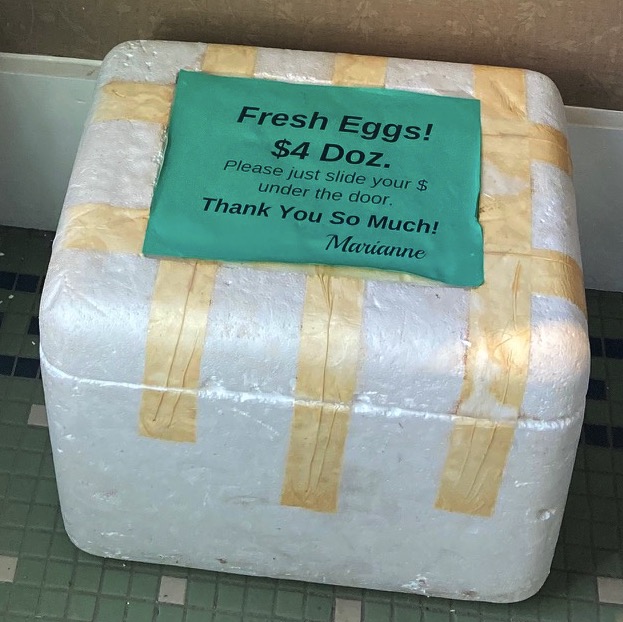 Fresh Eggs!
$4 Doz.
Please just slide your $
under the door.
Thank You So Much!
Marianne